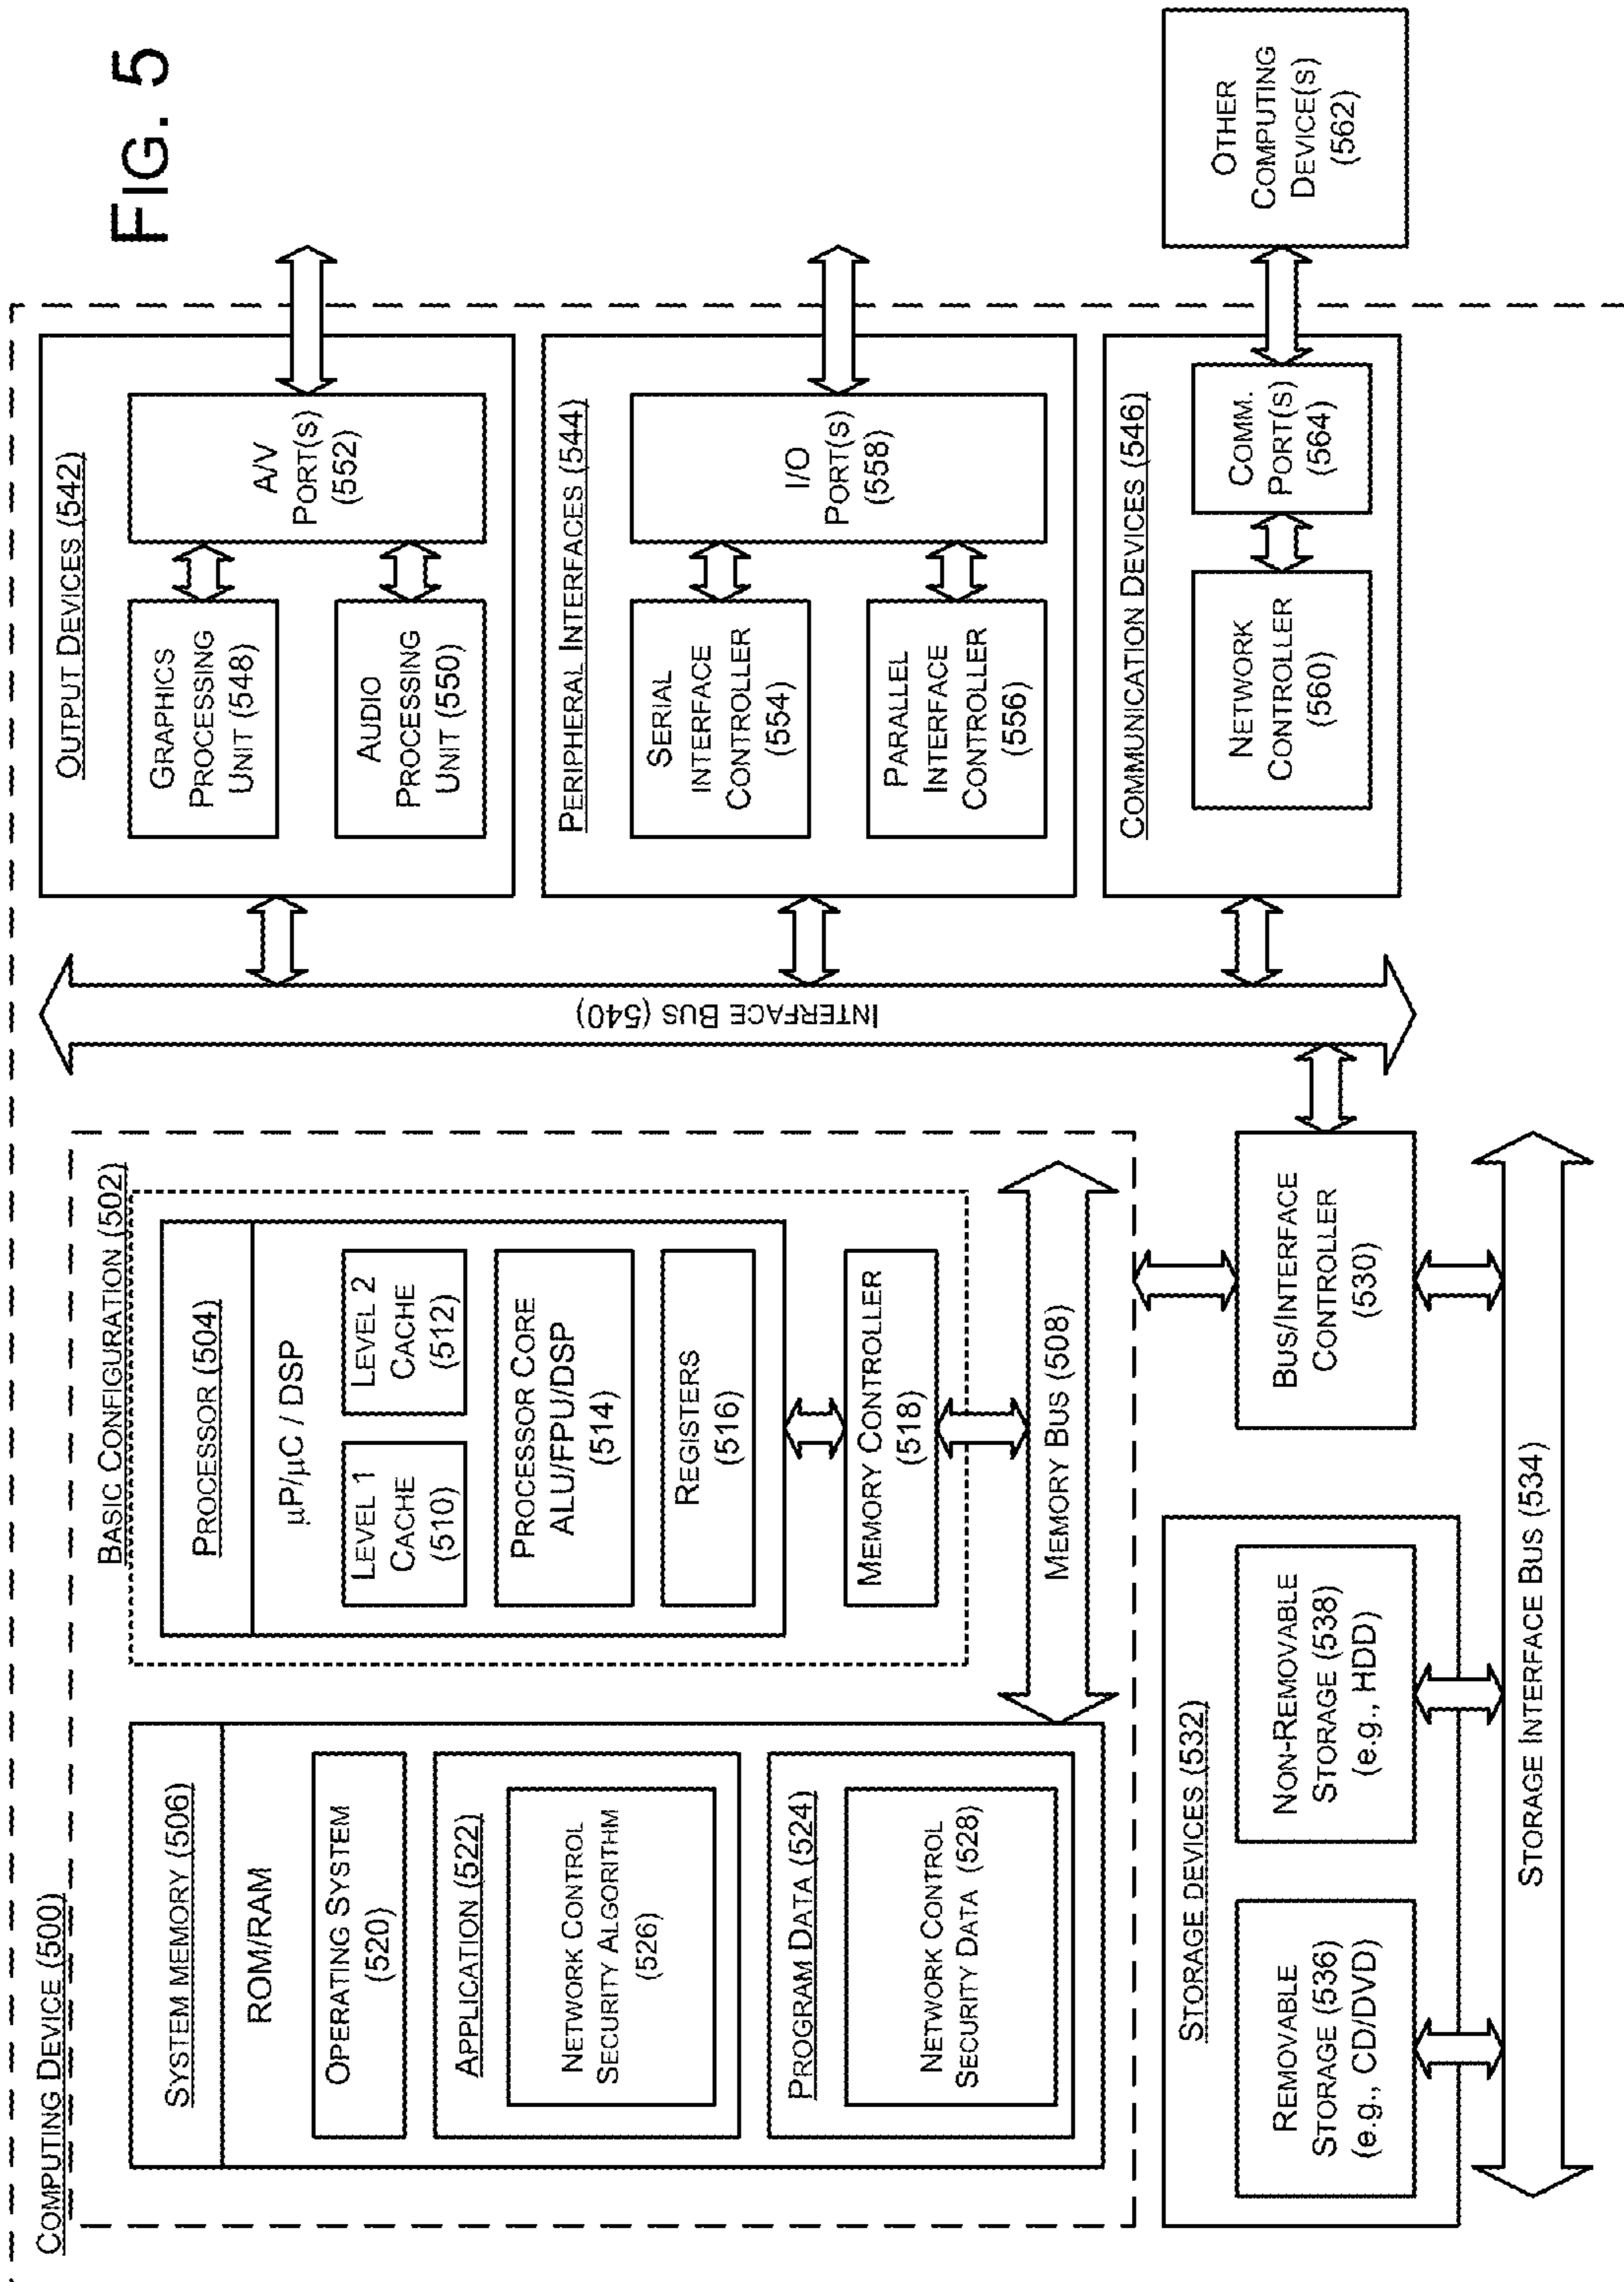 FIG. 5
COMPUTING DEVICE (500)
BASIC CONFIGURATION (502)
SYSTEM MEMORY (506)
ROM/RAM
OPERATING SYSTEM
(520)
APPLICATION (522)
NETWORK CONTROL
SECURITY ALGORITHM
(526)
PROGRAM DATA (524)
NETWORK CONTROL
SECURITY DATA (528)
PROCESSOR (504)
µP/µC / DSP
LEVEL 1
CACHE
(510)
LEVEL 2
CACHE
(512)
PROCESSOR CORE
ALU/FPU/DSP
(514)
REGISTERS
(516)
MEMORY CONTROLLER
(518)
MEMORY BUS (508)
STORAGE DEVICES (532)
REMOVABLE
STORAGE (536)
(e.g., CD/DVD)
NON-REMOVABLE
STORAGE (538)
(e.g., HDD)
BUS/INTERFACE
CONTROLLER
(530)
STORAGE INTERFACE BUS (534)
INTERFACE BUS (540)
OUTPUT DEVICES (542)
GRAPHICS
PROCESSING
UNIT (548)
AUDIO
PROCESSING
UNIT (550)
A/V
PORT(S)
(552)
PERIPHERAL INTERFACES (544)
SERIAL
INTERFACE
CONTROLLER
(554)
PARALLEL
INTERFACE
CONTROLLER
(556)
I/O
PORT(S)
(558)
COMMUNICATION DEVICES (546)
NETWORK
CONTROLLER
(560)
COMM.
PORT(S)
(564)
OTHER
COMPUTING
DEVICE(S)
(562)